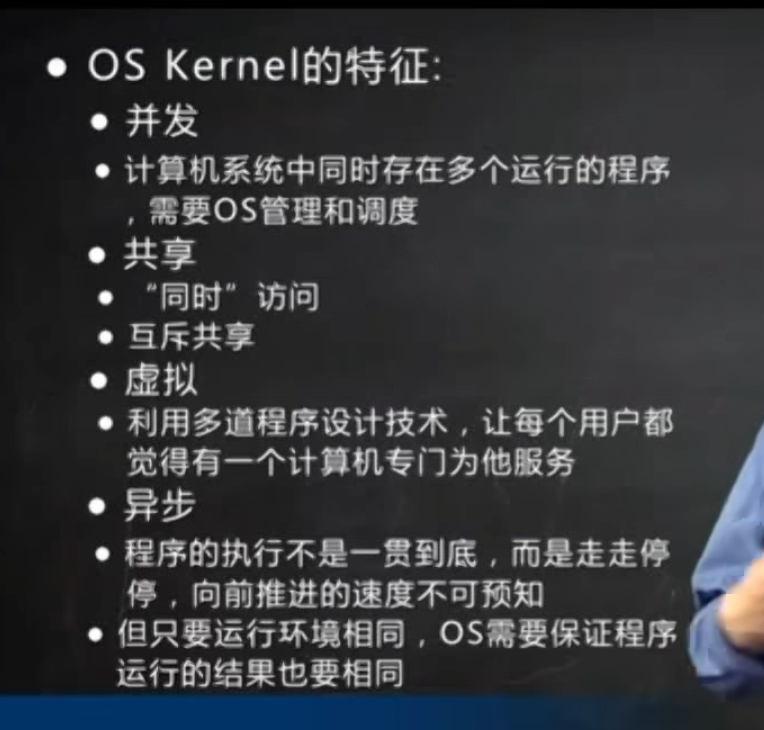 • OS Kernel的特征:
• 并发
• 计算机系统中同时存在多个运行的程序
，需要OS管理和调度
• 共享
• “同时”访问
• 互斥共享
• 虚拟
• 利用多道程序设计技术，让每个用户都
觉得有一个计算机专门为他服务
• 异步
• 程序的执行不是一贯到底，而是走走停
停，向前推进的速度不可预知
• 但只要运行环境相同，OS需要保证程序
运行的结果也要相同